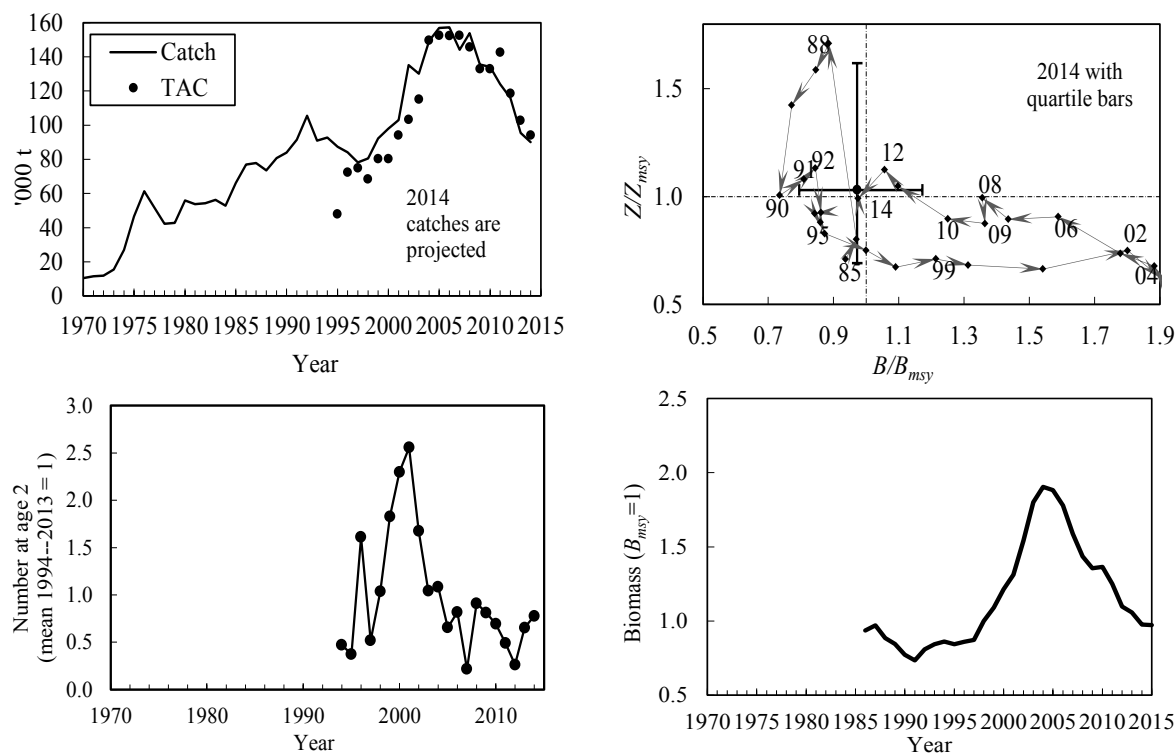 160
140
120
100
80
60
40
20
0
'000 t
Catch
TAC
2014
catches are
projected
1970 1975 1980 1985 1990 1995 2000 2005 2010 2015
Year
1.5
1.0
0.5
Z/Zmsy
88
2014 with
quartile bars
91
92
12
90
95
14
85
99
10
09
08
06
02
04
0.5 0.7 0.9 1.1 1.3 1.5 1.7 1.9
B/Bmsy
3.0
2.5
2.0
1.5
1.0
0.5
0.0
Number at age 2
(mean 1994--2013 = 1)
1970 1980 1990 2000 2010
Year
2.5
2.0
1.5
1.0
0.5
Biomass (Bmsy=1)
1970 1975 1980 1985 1990 1995 2000 2005 2010 2015
Year